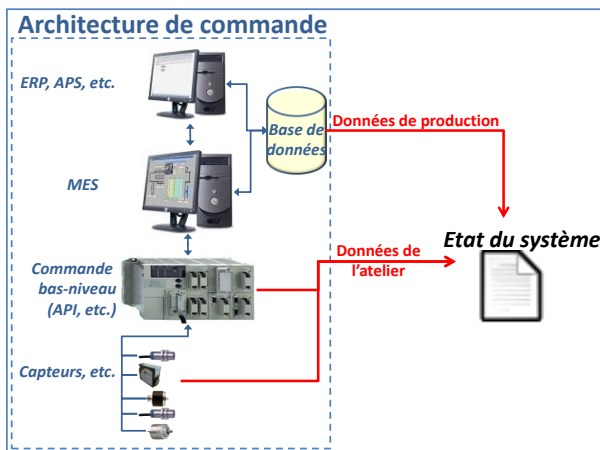 Architecture de commande
ERP, APS, etc.
Base de
données
Données de production
MES
Etat du système
Données de
l'atelier
Commande
bas-niveau
(API, etc.)
Capteurs, etc.